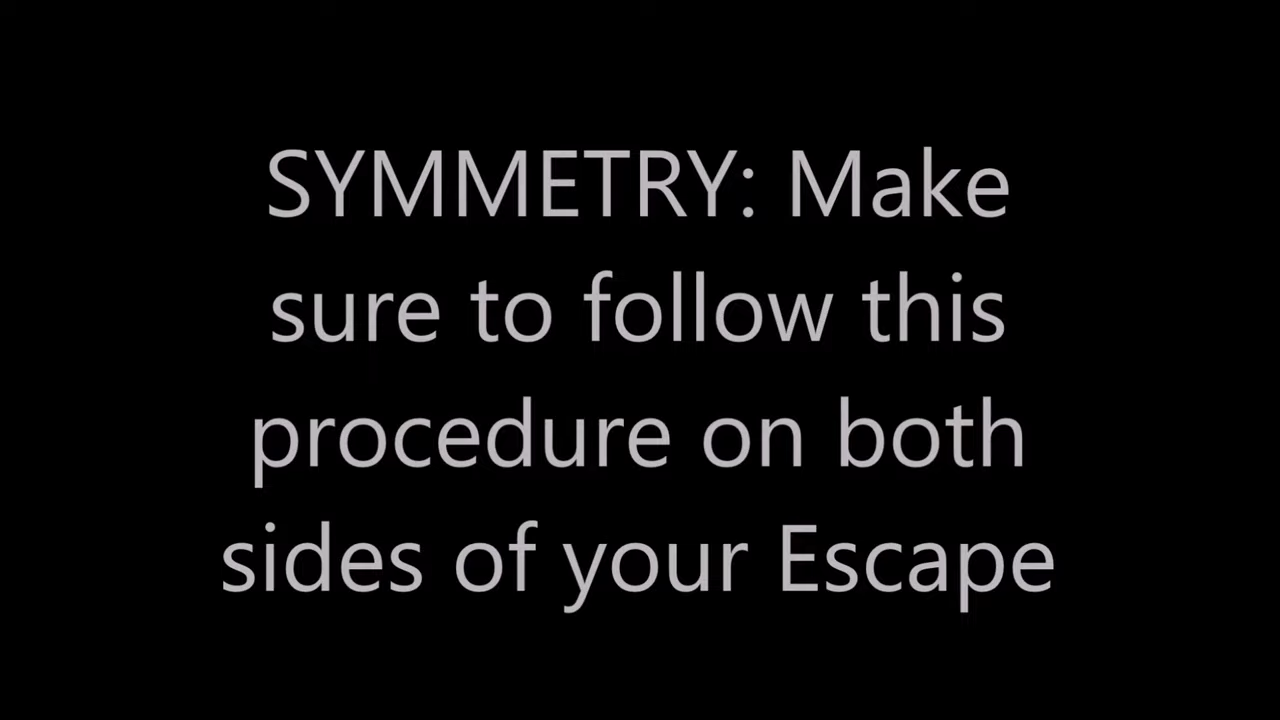 SYMMETRY: Make
sure to follow this
procedure on both
sides of your Escape